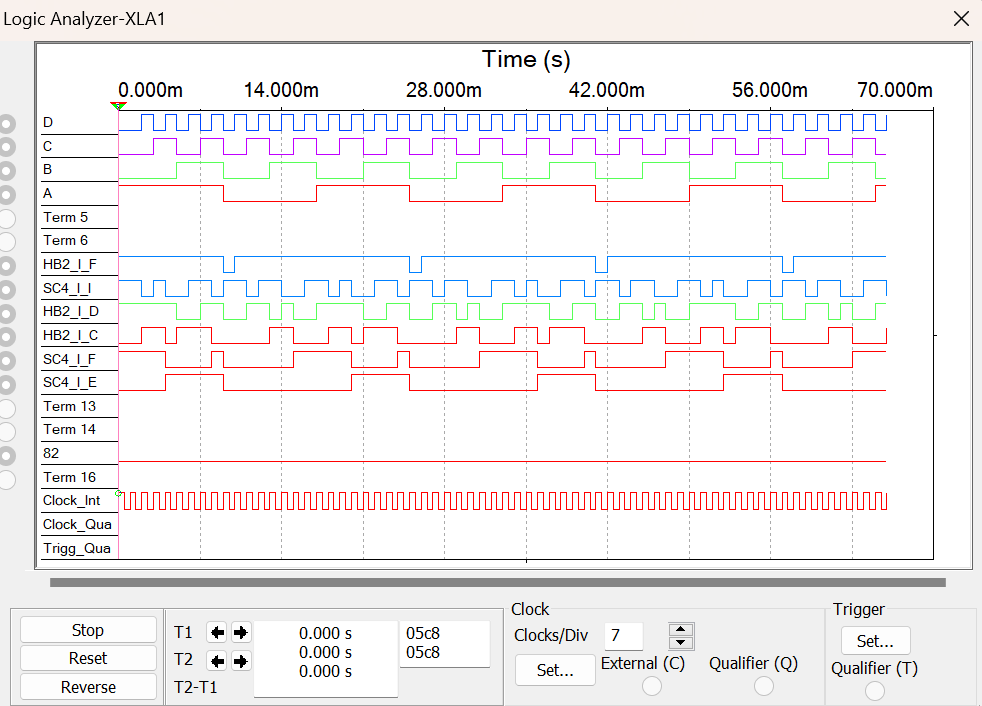 Logic Analyzer-XLA1
Time (s)
0.000m 14.000m 28.000m 42.000m 56.000m 70.000m
D
C
B
A
Term 5
Term 6
HB2_I_F
SC4_I_I
HB2_I_D
HB2_I_C
SC4_I_F
SC4_I_E
Term 13
Term 14
82
Term 16
Clock_Int
Clock_Qua
Trigg_Qua
Stop
Reset
Reverse
T1 0.000 s 05c8
T2 0.000 s 05c8
T2-T1 0.000 s
Clock
Clocks/Div 7
Set...
External (C)
Qualifier (Q)
Trigger
Set...
Qualifier (T)